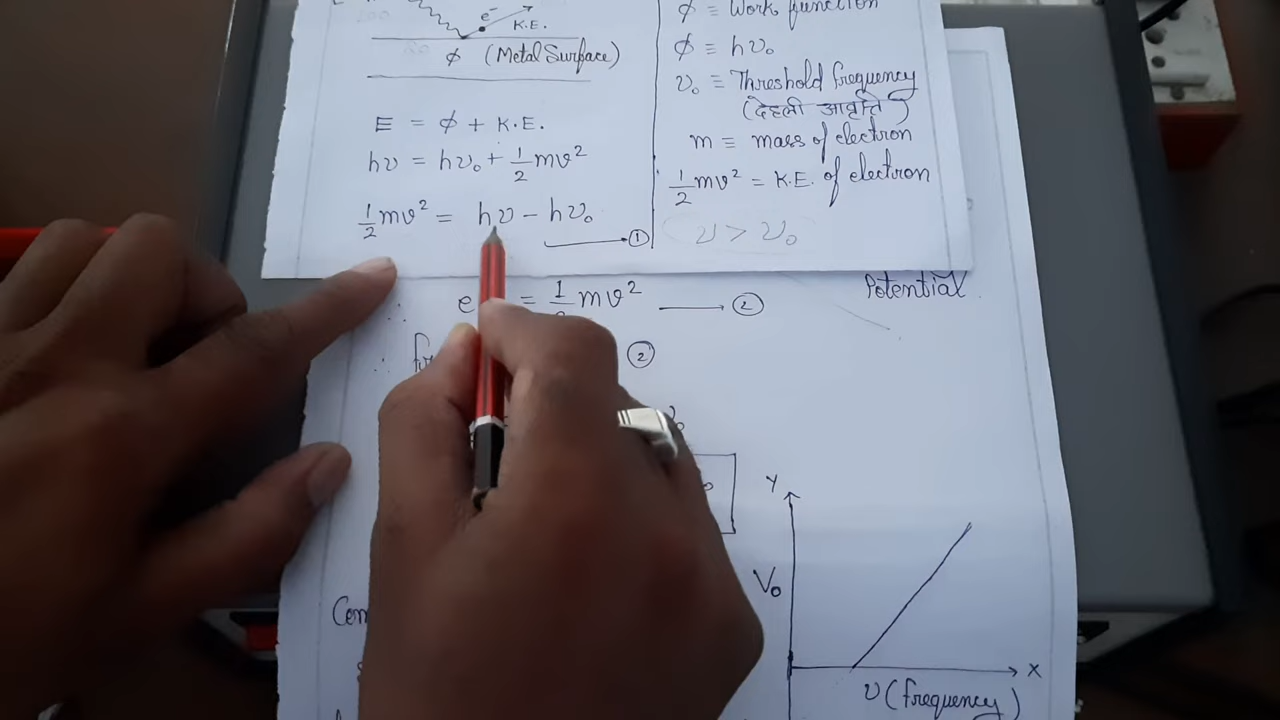 e⁻
K.E.
ϕ (Metal Surface)
E = ϕ + K.E.
hν = hν₀ + 1/2 mv²
1/2 mv² = hν - hν₀
①
ϕ ≡ Work function
ϕ ≡ hν₀
ν₀ ≡ Threshold frequency
(देहली आवृत्ति)
m ≡ mass of electron
1/2 mv² = K.E. of electron
ν > ν₀
Potential
∴ e = 1/2 mv² ②
∴ ②
Y
V₀
X
ν (frequency)